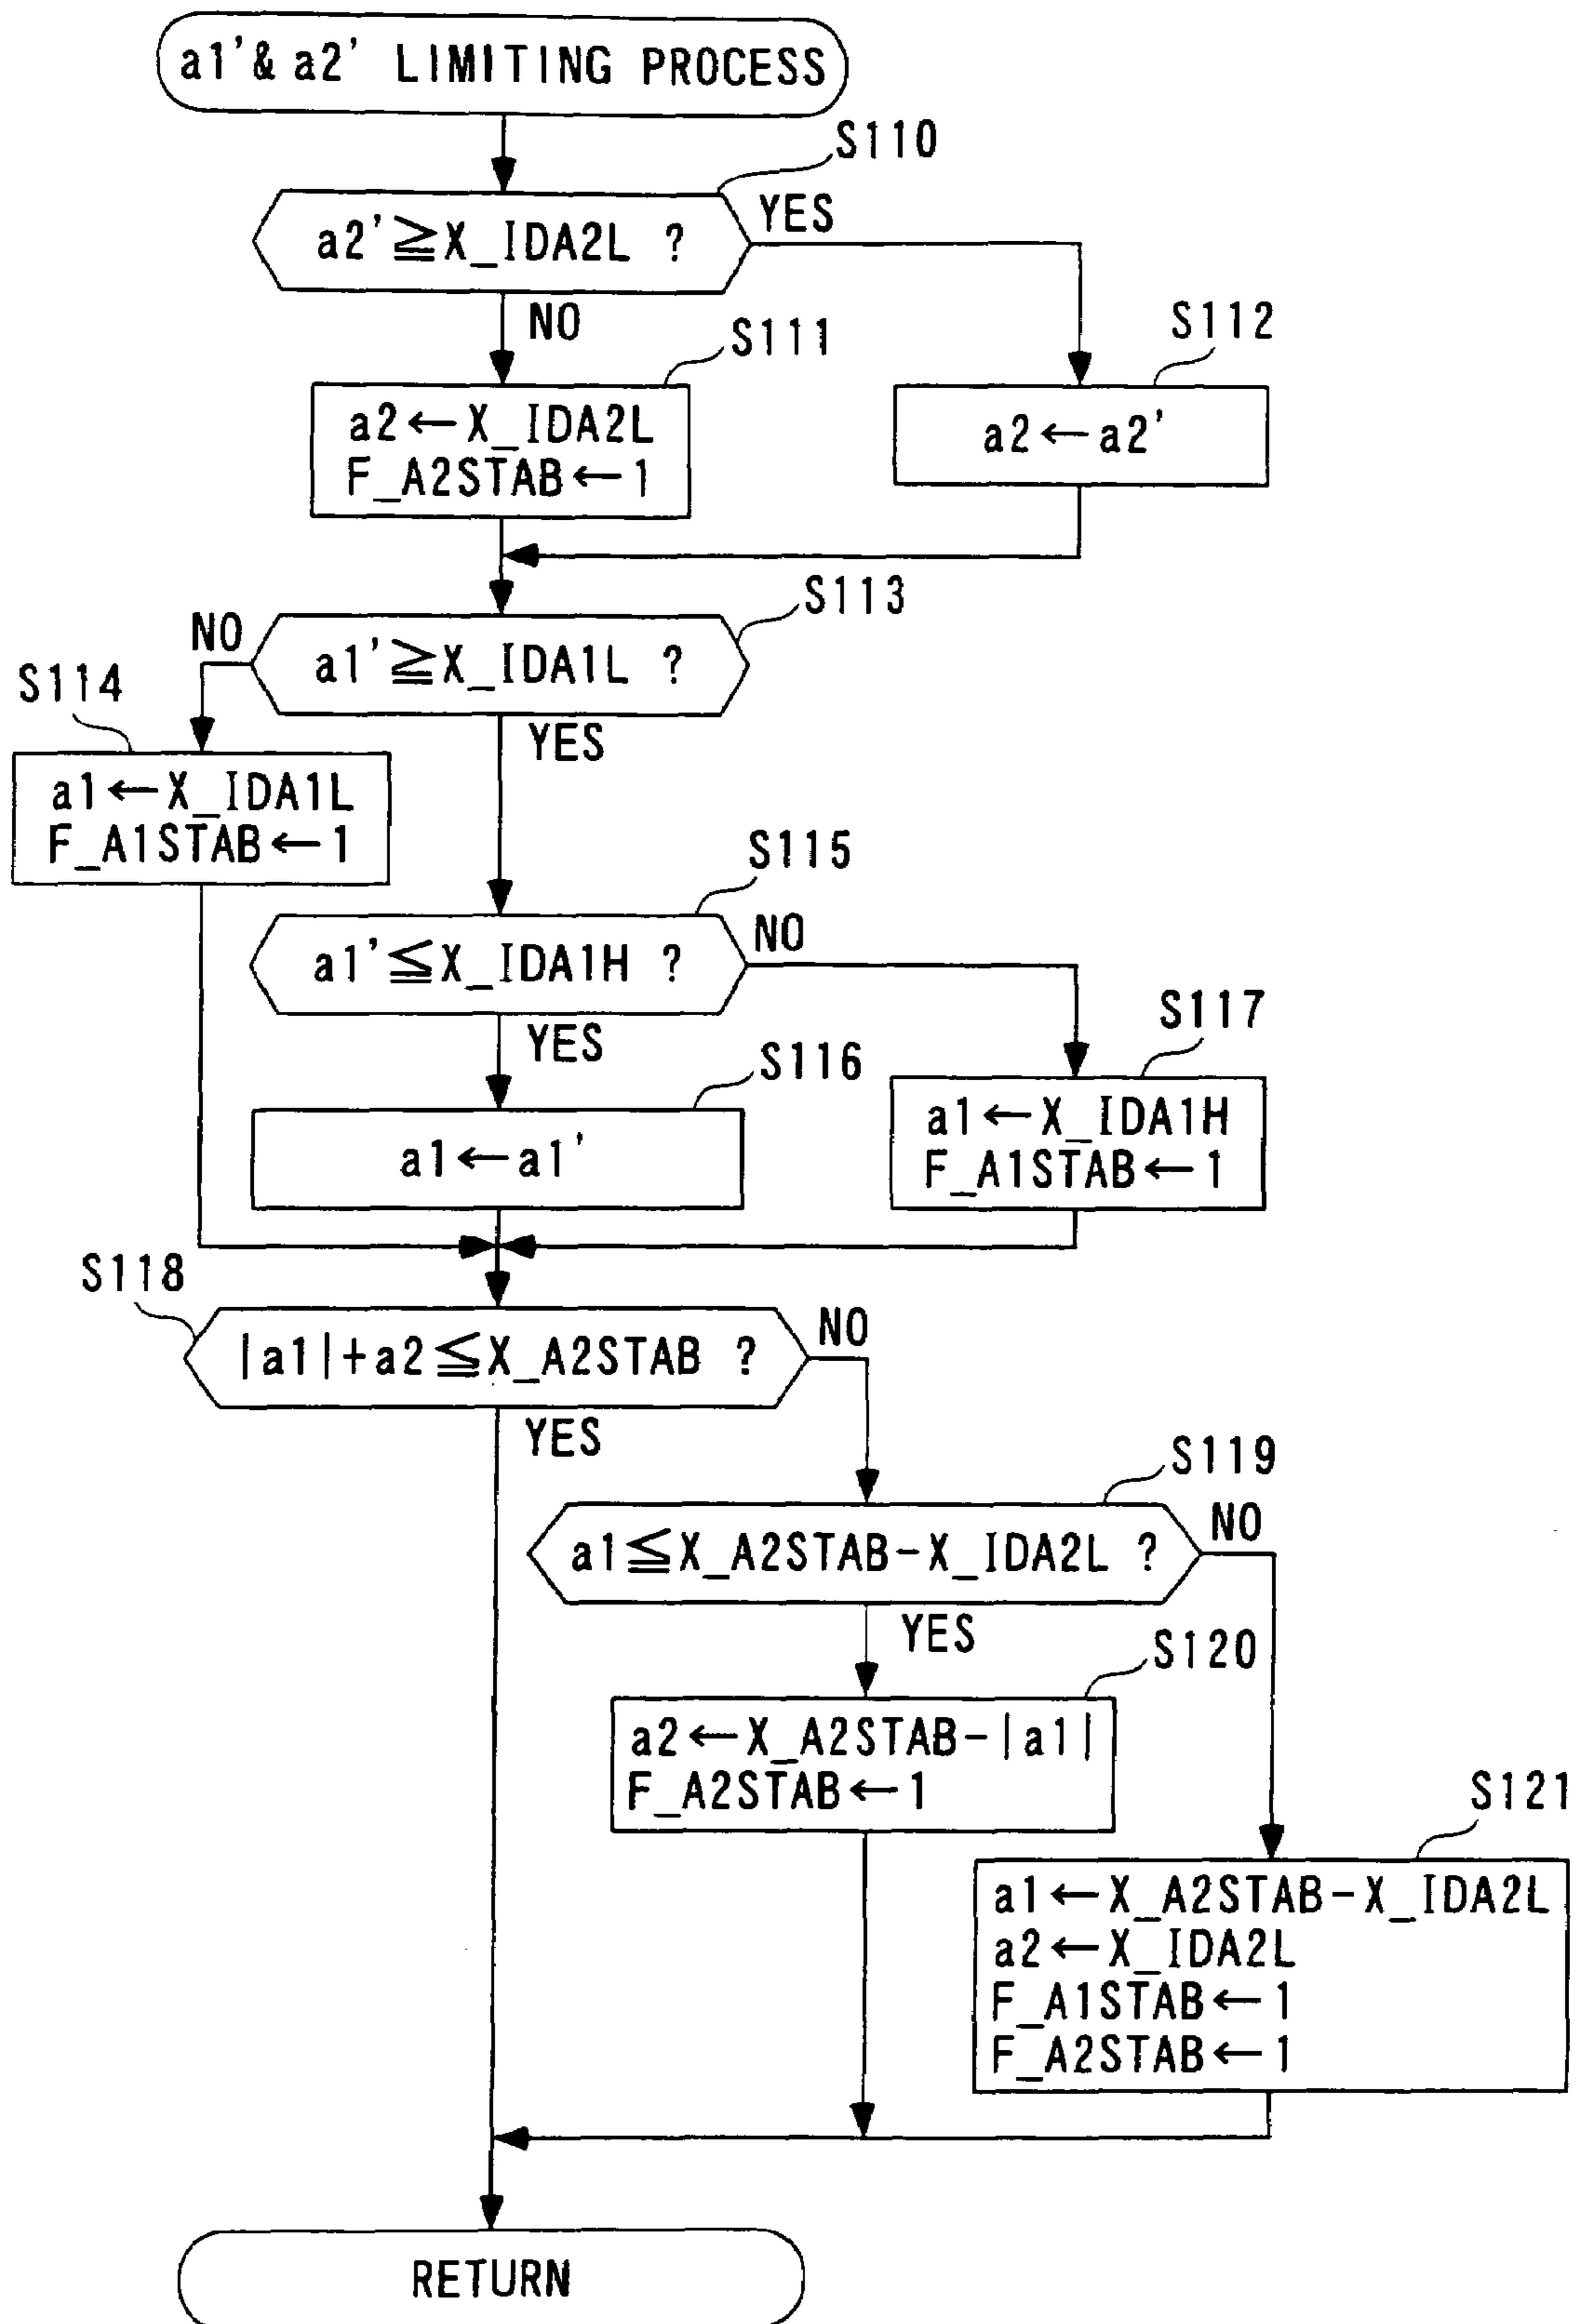 a1'& a2' LIMITING PROCESS
S110
a2'≧X_IDA2L ?
YES
NO
S111
S112
a2←X_IDA2L
F_A2STAB←1
a2←a2'
S113
NO
a1'≧X_IDA1L ?
S114
YES
a1←X_IDA1L
F_A1STAB←1
S115
a1'≦X_IDA1H ?
NO
YES
S116
S117
a1←a1'
a1←X_IDA1H
F_A1STAB←1
S118
|a1|+a2≦X_A2STAB ?
NO
YES
S119
a1≦X_A2STAB-X_IDA2L ?
NO
YES
S120
a2←X_A2STAB-|a1|
F_A2STAB←1
S121
a1←X_A2STAB-X_IDA2L
a2←X_IDA2L
F_A1STAB←1
F_A2STAB←1
RETURN